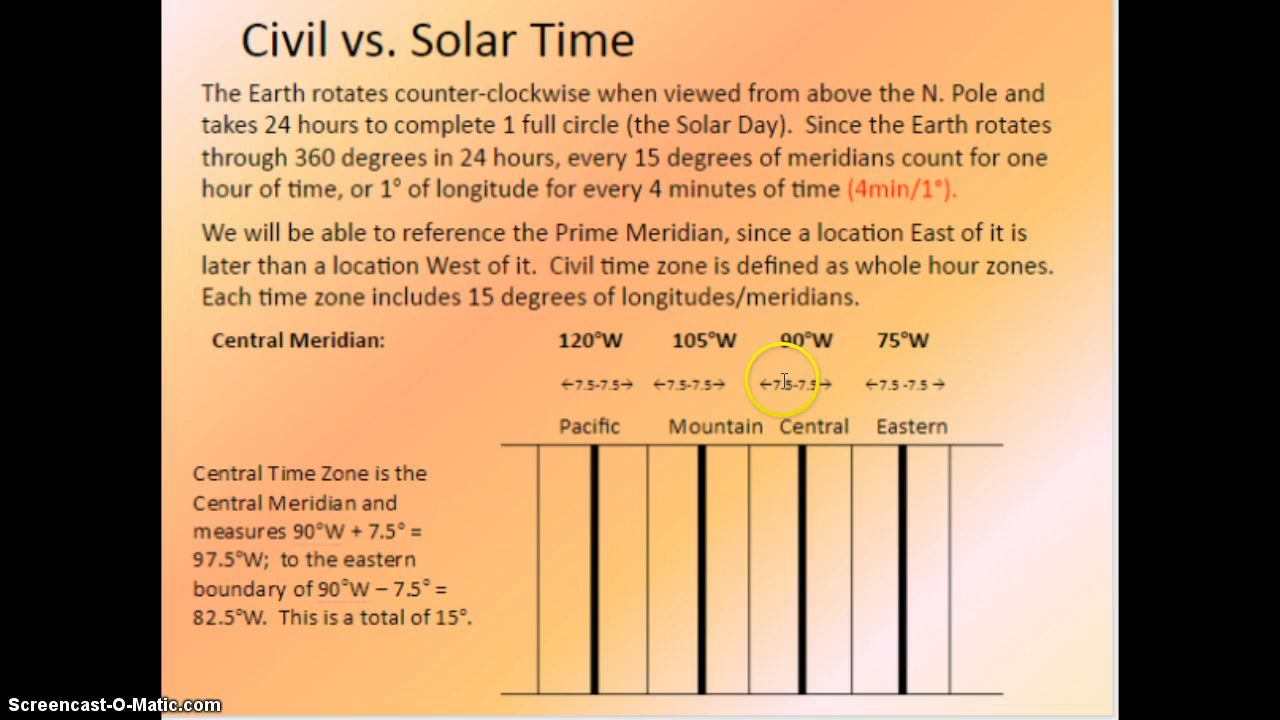 Civil vs. Solar Time
The Earth rotates counter-clockwise when viewed from above the N. Pole and
takes 24 hours to complete 1 full circle (the Solar Day).  Since the Earth rotates
through 360 degrees in 24 hours, every 15 degrees of meridians count for one
hour of time, or 1° of longitude for every 4 minutes of time (4min/1°).
We will be able to reference the Prime Meridian, since a location East of it is
later than a location West of it.  Civil time zone is defined as whole hour zones.
Each time zone includes 15 degrees of longitudes/meridians.
Central Meridian: 120°W 105°W 90°W 75°W
←7.5-7.5→ ←7.5-7.5→ ←7.5-7.5→ ←7.5 -7.5 →
Pacific Mountain Central Eastern
Central Time Zone is the
Central Meridian and
measures 90°W + 7.5° =
97.5°W;  to the eastern
boundary of 90°W – 7.5° =
82.5°W.  This is a total of 15°.
Screencast-O-Matic.com